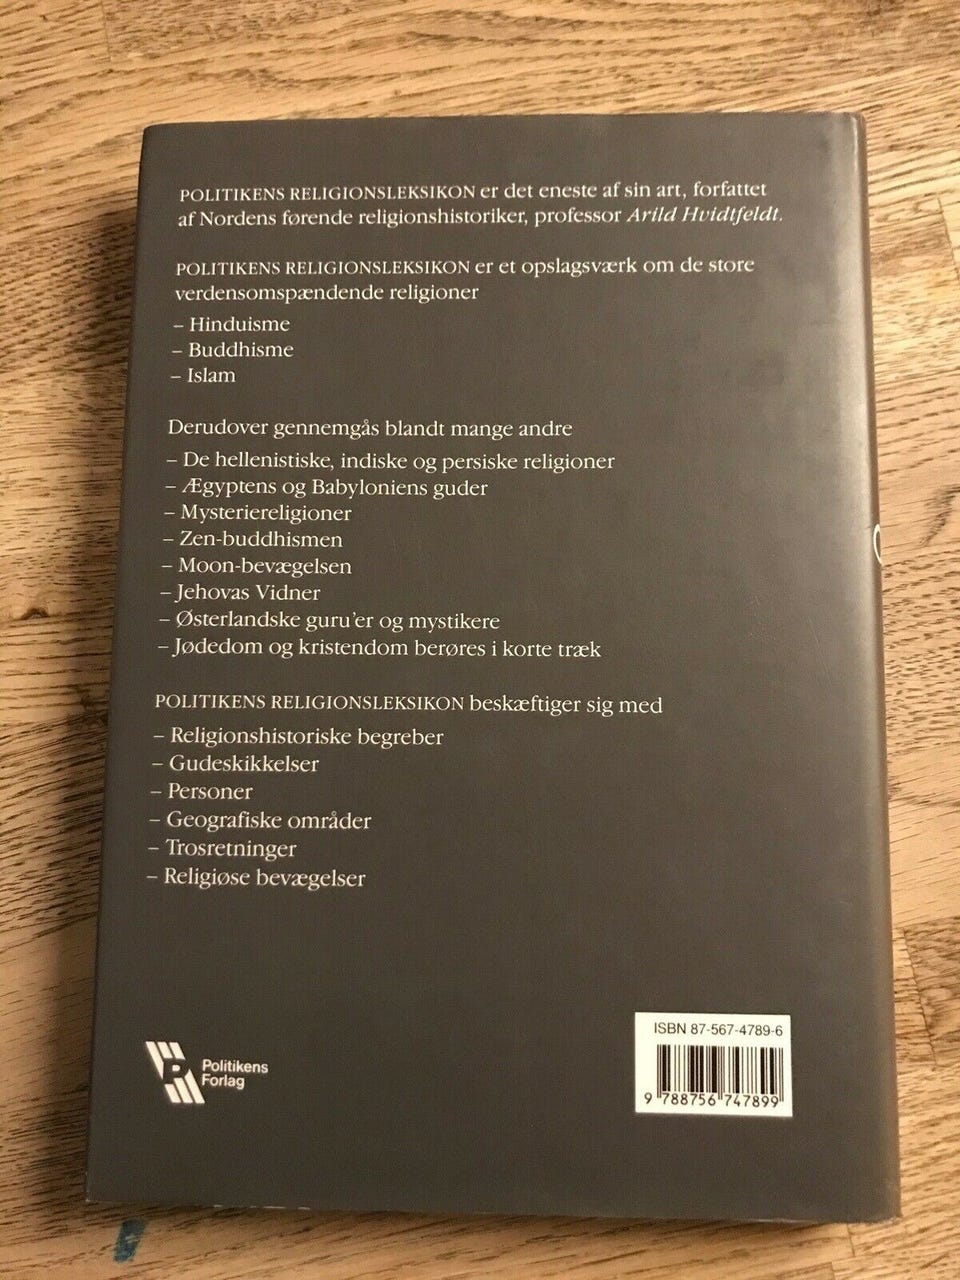 POLITIKENS RELIGIONSLEKSIKON er det eneste af sin art, forfattet
af Nordens førende religionshistoriker, professor Arild Hvidtfeldt.
POLITIKENS RELIGIONSLEKSIKON er et opslagsværk om de store
verdensomspændende religioner
– Hinduisme
– Buddhisme
– Islam
Derudover gennemgås blandt mange andre
– De hellenistiske, indiske og persiske religioner
– Ægyptens og Babyloniens guder
– Mysteriereligioner
– Zen-buddhismen
– Moon-bevægelsen
– Jehovas Vidner
– Østerlandske guru'er og mystikere
– Jødedom og kristendom berøres i korte træk
POLITIKENS RELIGIONSLEKSIKON beskæftiger sig med
– Religionshistoriske begreber
– Gudeskikkelser
– Personer
– Geografiske områder
– Trosretninger
– Religiøse bevægelser
P
Politikens
Forlag
ISBN 87-567-4789-6
9 788756 747899